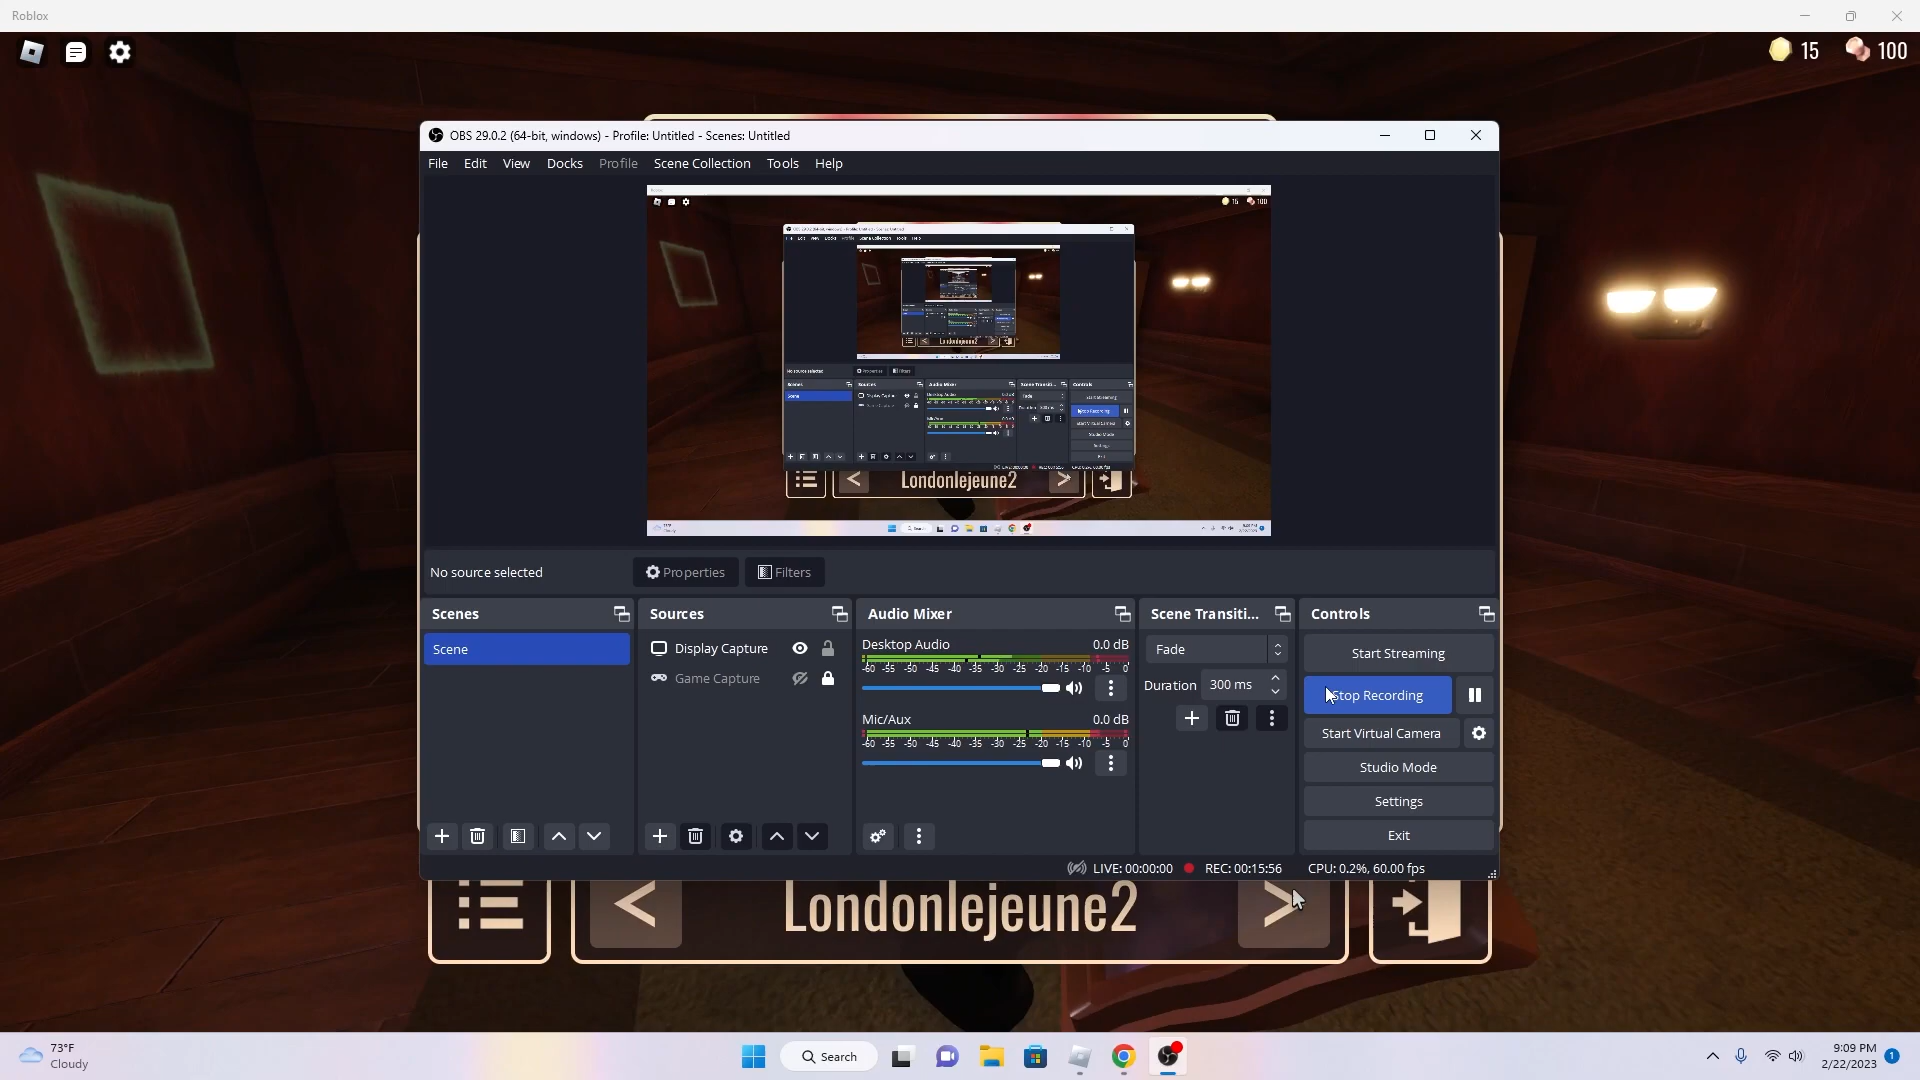 Roblox
15
100
OBS 29.0.2 (64-bit, windows) - Profile: Untitled - Scenes: Untitled
File Edit View Docks Profile Scene Collection Tools Help
Londonlejeune2
No source selected
Properties
Filters
Scenes
Sources
Audio Mixer
Scene Transiti...
Controls
Scene
Display Capture
Game Capture
Desktop Audio 0.0 dB
-60 -55 -50 -45 -40 -35 -30 -25 -20 -15 -10 -5 0
Mic/Aux 0.0 dB
-60 -55 -50 -45 -40 -35 -30 -25 -20 -15 -10 -5 0
Fade
Duration 300 ms
Start Streaming
Stop Recording
Start Virtual Camera
Studio Mode
Settings
Exit
LIVE: 00:00:00 REC: 00:15:56 CPU: 0.2%, 60.00 fps
< Londonlejeune2 >
73°F
Cloudy
Search
9:09 PM
2/22/2023
1